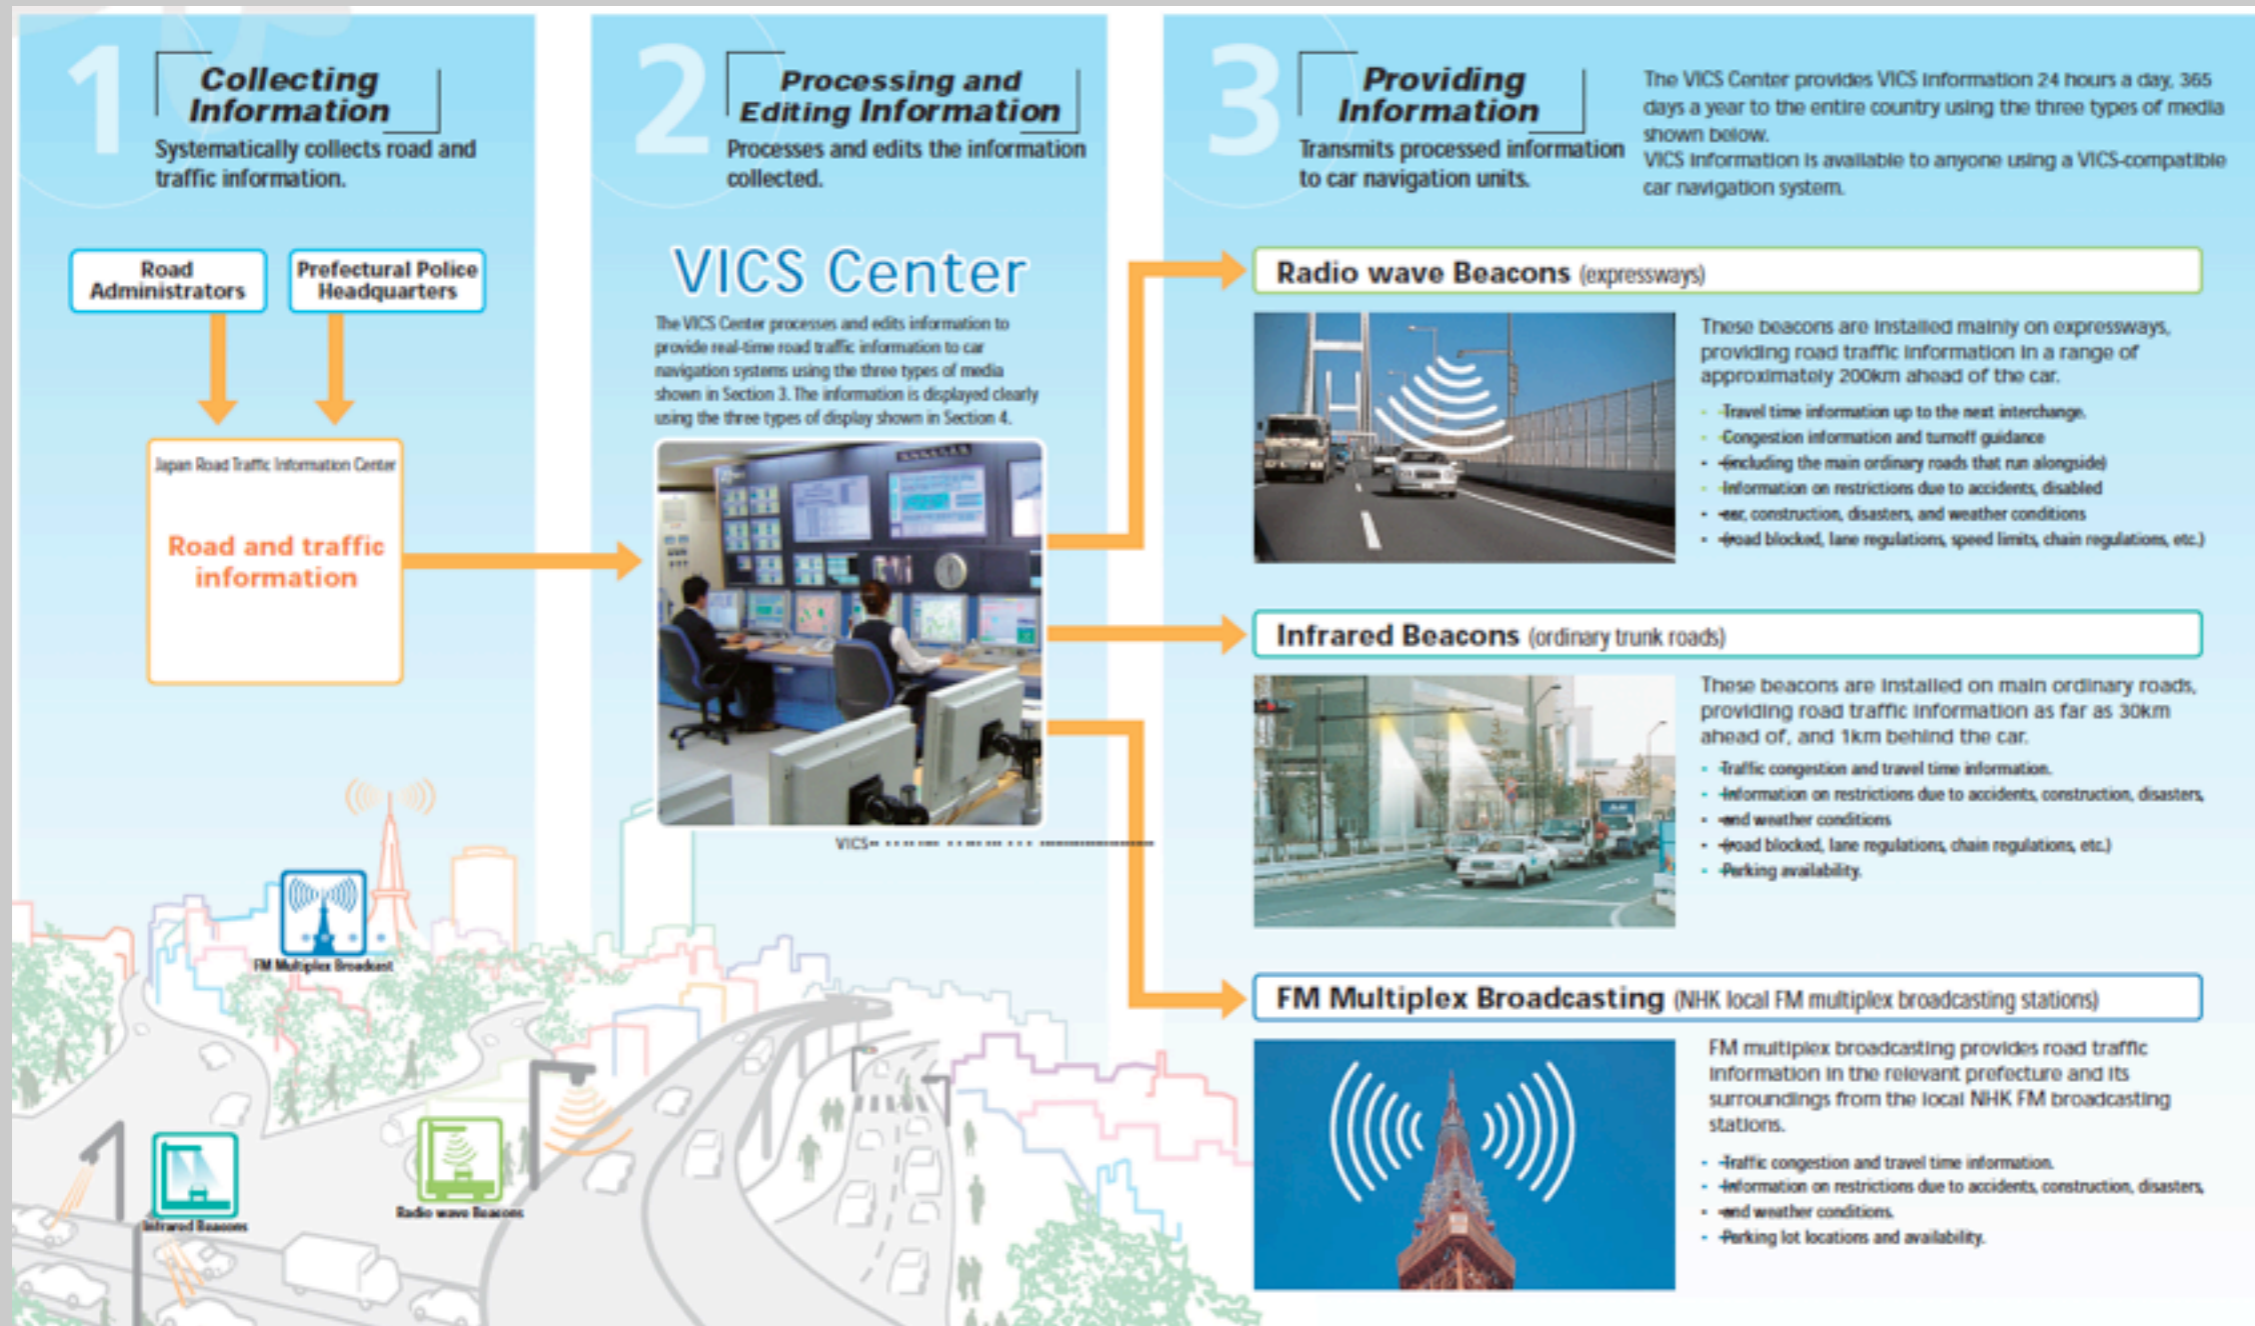 1
Collecting
Information
Systematically collects road and
traffic information.
Road
Administrators
Prefectural Police
Headquarters
Japan Road Traffic Information Center
Road and traffic
information
FM Multiplex Broadcast
Infrared Beacons
Radio wave Beacons
2
Processing and
Editing Information
Processes and edits the information
collected.
VICS Center
The VICS Center processes and edits information to
provide real-time road traffic information to car
navigation systems using the three types of media
shown in Section 3. The information is displayed clearly
using the three types of display shown in Section 4.
VICS
3
Providing
Information
Transmits processed information
to car navigation units.
The VICS Center provides VICS Information 24 hours a day, 365
days a year to the entire country using the three types of media
shown below.
VICS Information is available to anyone using a VICS-compatible
car navigation system.
Radio wave Beacons (expressways)
These beacons are installed mainly on expressways,
providing road traffic information in a range of
approximately 200km ahead of the car.
Travel time information up to the next interchange.
Congestion information and turnoff guidance
(including the main ordinary roads that run alongside)
Information on restrictions due to accidents, disabled
car, construction, disasters, and weather conditions
(road blocked, lane regulations, speed limits, chain regulations, etc.)
Infrared Beacons (ordinary trunk roads)
These beacons are installed on main ordinary roads,
providing road traffic information as far as 30km
ahead of, and 1km behind the car.
Traffic congestion and travel time information.
Information on restrictions due to accidents, construction, disasters,
and weather conditions
(road blocked, lane regulations, chain regulations, etc.)
Parking availability.
FM Multiplex Broadcasting (NHK local FM multiplex broadcasting stations)
FM multiplex broadcasting provides road traffic
information in the relevant prefecture and its
surroundings from the local NHK FM broadcasting
stations.
Traffic congestion and travel time information.
Information on restrictions due to accidents, construction, disasters,
and weather conditions.
Parking lot locations and availability.